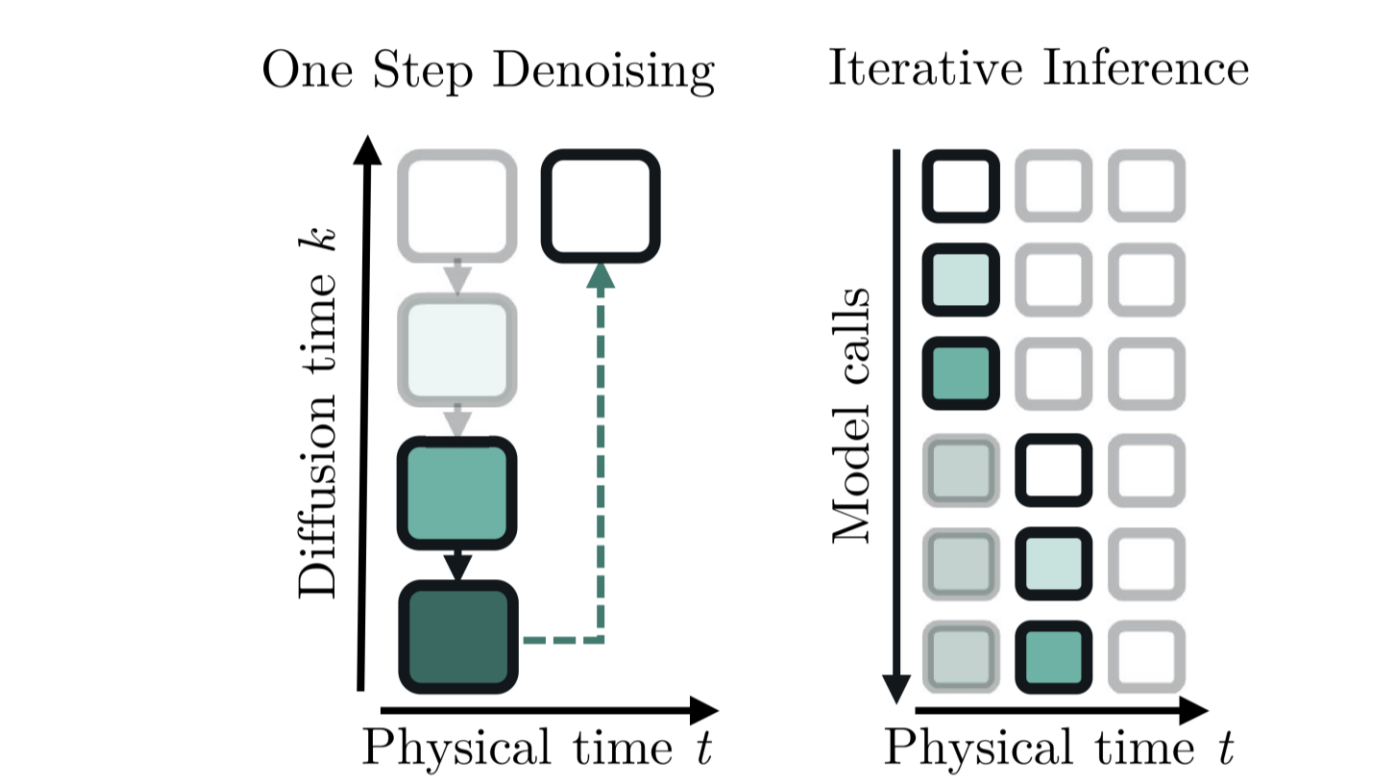 One Step Denoising
Diffusion time k
Physical time t
Iterative Inference
Model calls
Physical time t